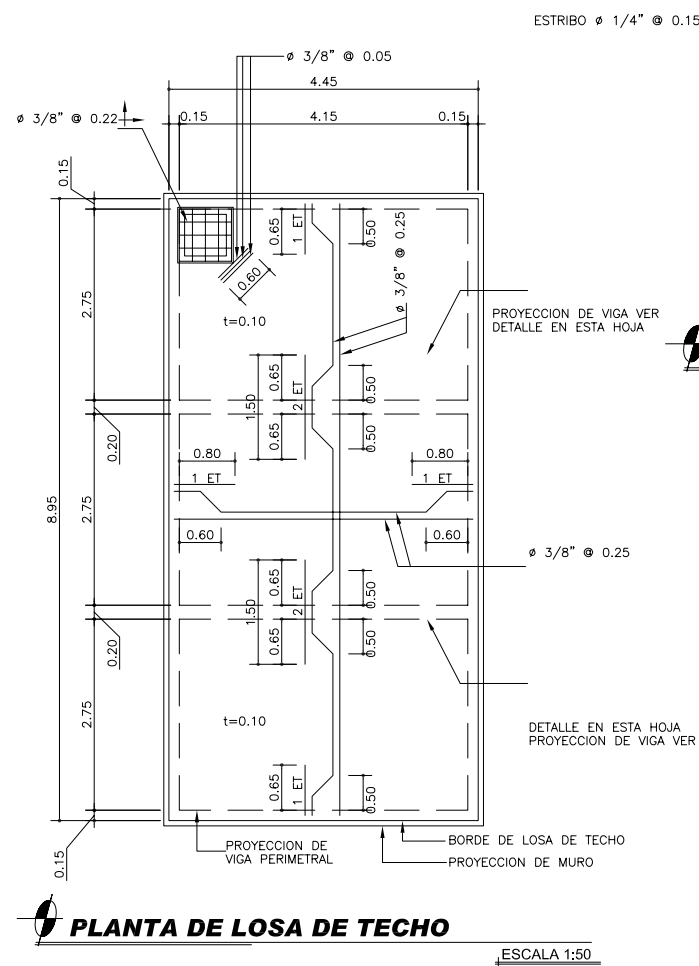 ESTRIBO ø 1/4" @ 0.15
ø 3/8" @ 0.05
4.45
ø 3/8" @ 0.22
0.15
4.15
0.15
0.15
0.65
1 ET
0.50
ø 3/8" @ 0.25
0.60
2.75
t=0.10
PROYECCION DE VIGA VER
DETALLE EN ESTA HOJA
0.65
1.50
2 ET
0.50
0.20
0.65
0.50
0.80
0.80
1 ET
1 ET
8.95
2.75
0.60
0.60
ø 3/8" @ 0.25
0.65
1.50
2 ET
0.50
0.20
0.65
0.50
2.75
t=0.10
DETALLE EN ESTA HOJA
PROYECCION DE VIGA VER
0.65
1 ET
0.50
0.15
PROYECCION DE
VIGA PERIMETRAL
BORDE DE LOSA DE TECHO
PROYECCION DE MURO
PLANTA DE LOSA DE TECHO
ESCALA 1:50